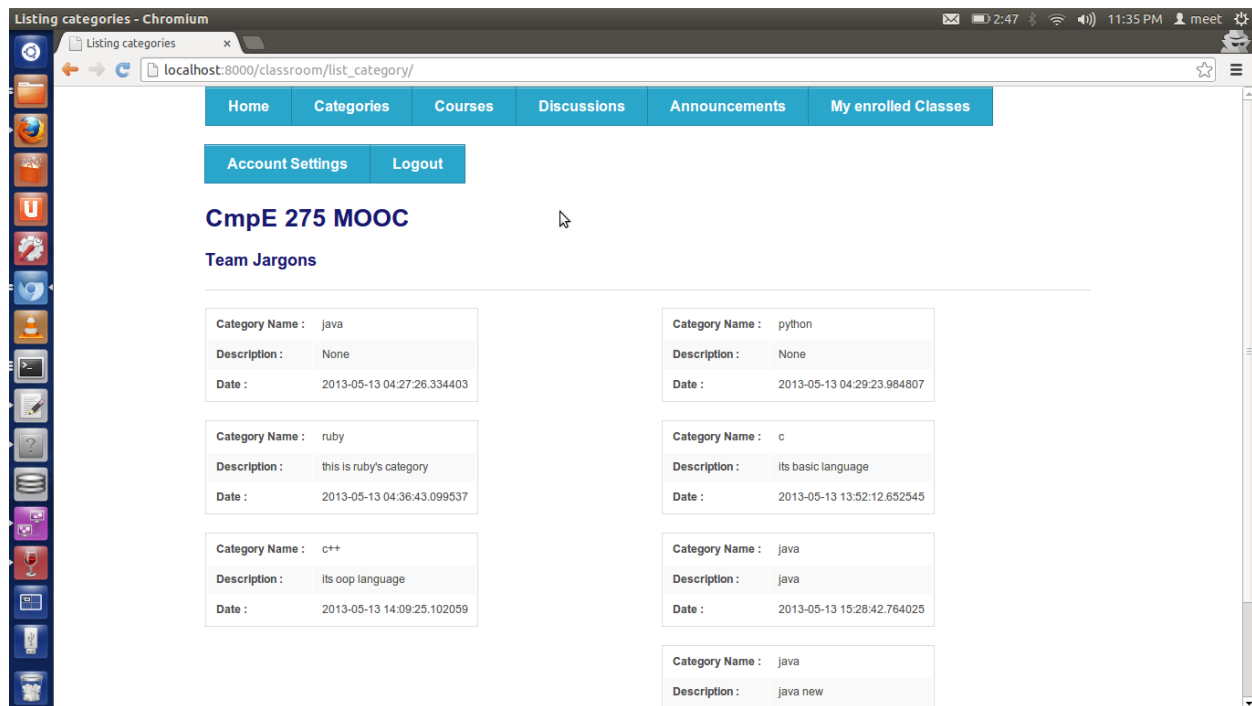 Listing categories - Chromium
2:47 11:35 PM meet
Listing categories
localhost:8000/classroom/list_category/
Home Categories Courses Discussions Announcements My enrolled Classes
Account Settings Logout
CmpE 275 MOOC
Team Jargons
Category Name : java
Description : None
Date : 2013-05-13 04:27:26.334403
Category Name : python
Description : None
Date : 2013-05-13 04:29:23.984807
Category Name : ruby
Description : this is ruby's category
Date : 2013-05-13 04:36:43.099537
Category Name : c
Description : its basic language
Date : 2013-05-13 13:52:12.652545
Category Name : c++
Description : its oop language
Date : 2013-05-13 14:09:25.102059
Category Name : java
Description : java
Date : 2013-05-13 15:28:42.764025
Category Name : java
Description : java new